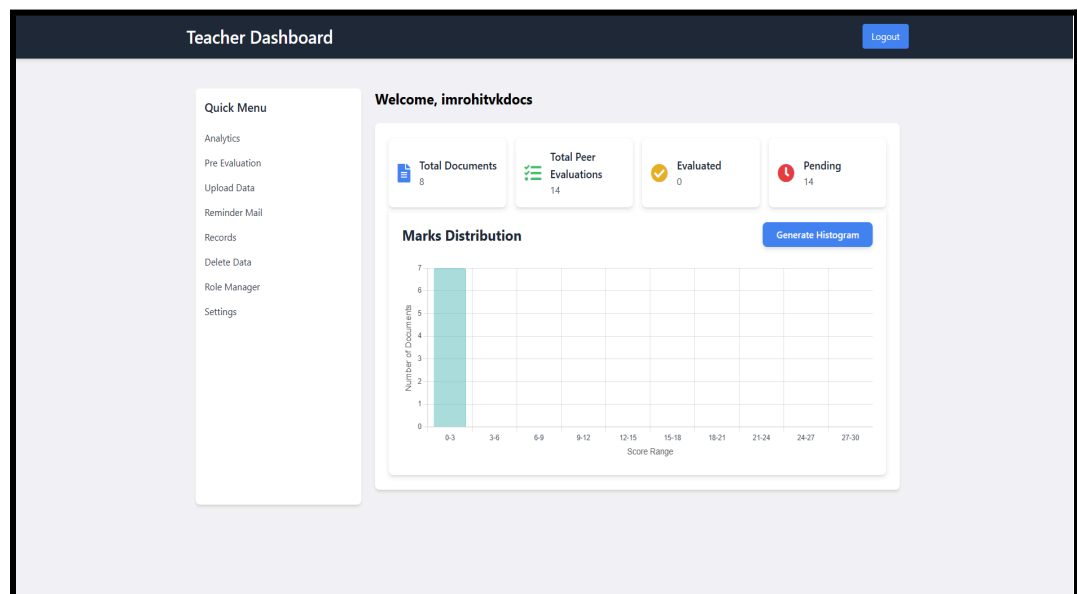 Teacher Dashboard
Logout
Quick Menu
Analytics
Pre Evaluation
Upload Data
Reminder Mail
Records
Delete Data
Role Manager
Settings
Welcome, imrohitvkdocs
Total Documents
8
Total Peer
Evaluations
14
Evaluated
0
Pending
14
Marks Distribution
Generate Histogram
7
6
5
4
3
2
1
0
Number of Documents
0-3 3-6 6-9 9-12 12-15 15-18 18-21 21-24 24-27 27-30
Score Range